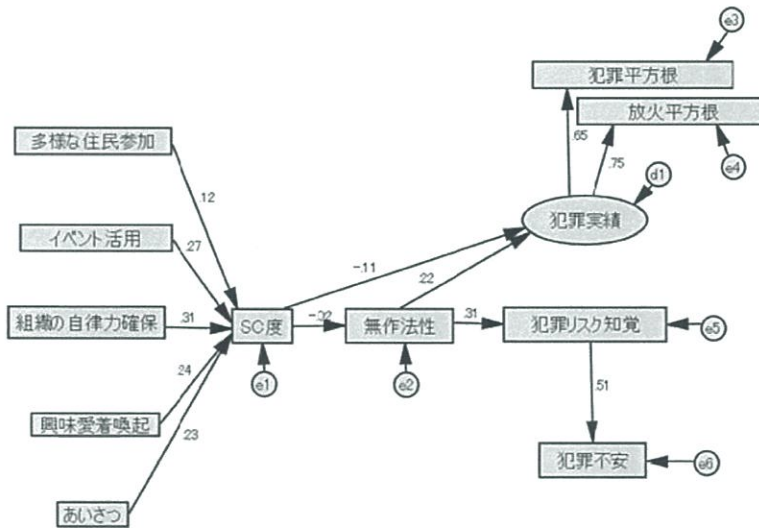 e3
犯罪平方根
放火平方根
多様な住民参加
.65
.75
e4
d1
.12
犯罪実績
イベント活用
.27
-.11
.22
組織の自律力確保
.31
SC度
-.02
無作法性
.31
犯罪リスク知覚
e5
e1
e2
.24
.51
興味愛着喚起
.23
犯罪不安
e6
あいさつ